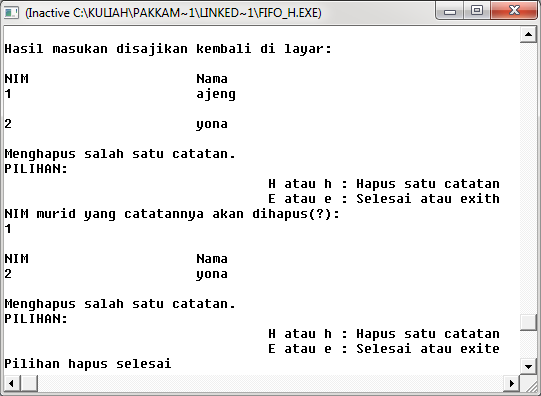 (Inactive C:\KULIAH\PAKKAM~1\LINKED~1\FIFO_H.EXE)
Hasil masukan disajikan kembali di layar:
NIM Nama
1 ajeng
2 yona
Menghapus salah satu catatan.
PILIHAN:
H atau h : Hapus satu catatan
E atau e : Selesai atau exith
NIM murid yang catatannya akan dihapus(?):
1
NIM Nama
2 yona
Menghapus salah satu catatan.
PILIHAN:
H atau h : Hapus satu catatan
E atau e : Selesai atau exite
Pilihan hapus selesai